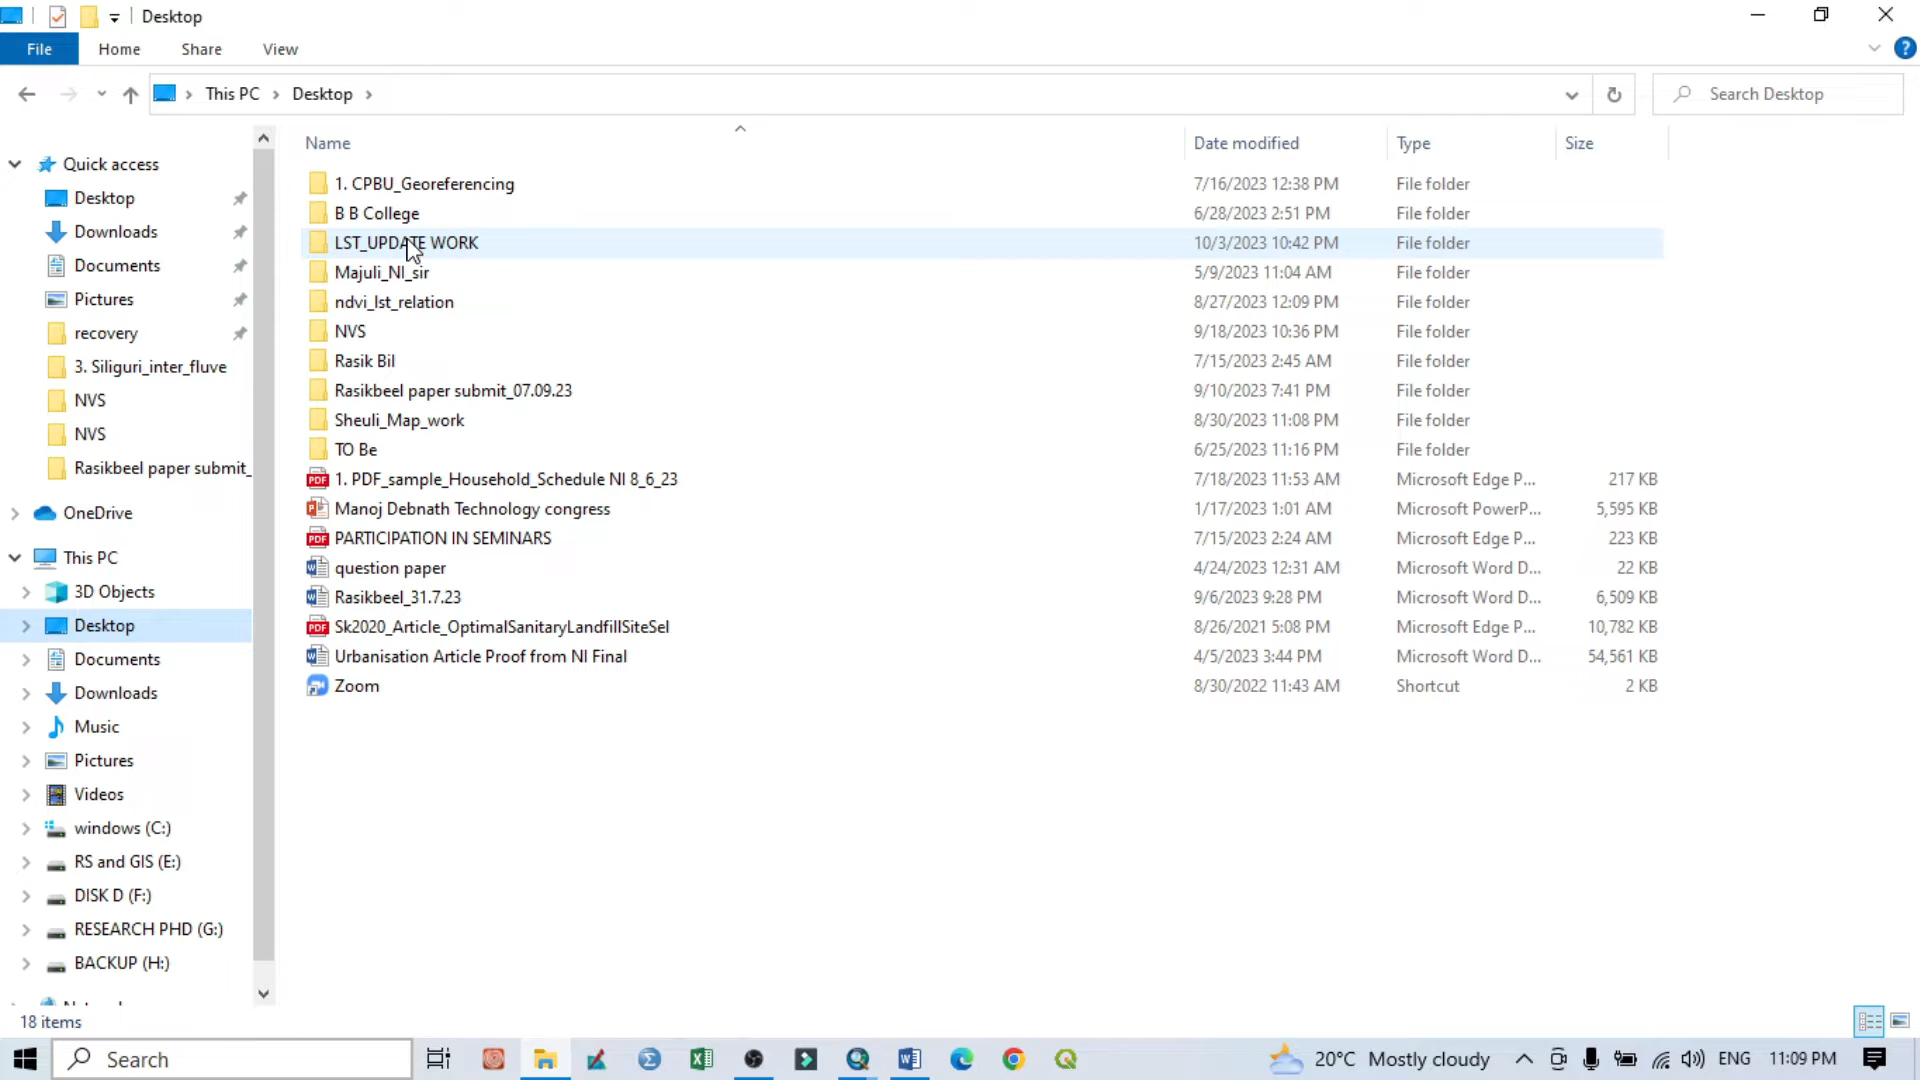 Desktop
File Home Share View
This PC Desktop
Search Desktop
Name Date modified Type Size
Quick access
Desktop
Downloads
Documents
Pictures
recovery
3. Siliguri_inter_fluve
NVS
NVS
Rasikbeel paper submit_
OneDrive
This PC
3D Objects
Desktop
Documents
Downloads
Music
Pictures
Videos
windows (C:)
RS and GIS (E:)
DISK D (F:)
RESEARCH PHD (G:)
BACKUP (H:)
1. CPBU_Georeferencing 7/16/2023 12:38 PM File folder
B B College 6/28/2023 2:51 PM File folder
LST_UPDATE WORK 10/3/2023 10:42 PM File folder
Majuli_NI_sir 5/9/2023 11:04 AM File folder
ndvi_lst_relation 8/27/2023 12:09 PM File folder
NVS 9/18/2023 10:36 PM File folder
Rasik Bil 7/15/2023 2:45 AM File folder
Rasikbeel paper submit_07.09.23 9/10/2023 7:41 PM File folder
Sheuli_Map_work 8/30/2023 11:08 PM File folder
TO Be 6/25/2023 11:16 PM File folder
1. PDF_sample_Household_Schedule NI 8_6_23 7/18/2023 11:53 AM Microsoft Edge P... 217 KB
Manoj Debnath Technology congress 1/17/2023 1:01 AM Microsoft PowerP... 5,595 KB
PARTICIPATION IN SEMINARS 7/15/2023 2:24 AM Microsoft Edge P... 223 KB
question paper 4/24/2023 12:31 AM Microsoft Word D... 22 KB
Rasikbeel_31.7.23 9/6/2023 9:28 PM Microsoft Word D... 6,509 KB
Sk2020_Article_OptimalSanitaryLandfillSiteSel 8/26/2021 5:08 PM Microsoft Edge P... 10,782 KB
Urbanisation Article Proof from NI Final 4/5/2023 3:44 PM Microsoft Word D... 54,561 KB
Zoom 8/30/2022 11:43 AM Shortcut 2 KB
18 items
Search
20°C Mostly cloudy ENG 11:09 PM